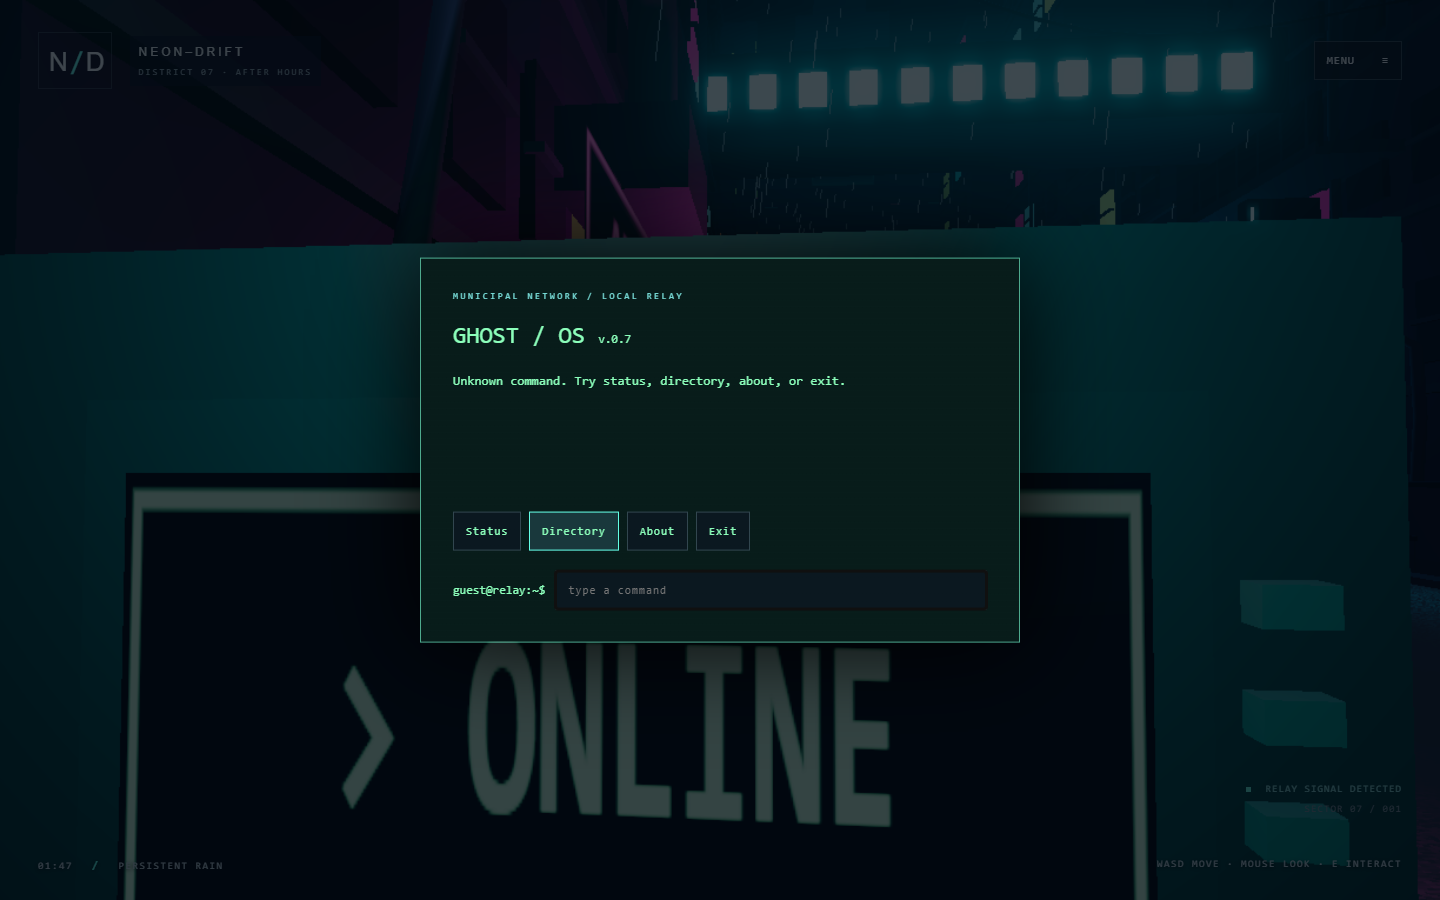 N/D
NEON–DRIFT
DISTRICT 07 · AFTER HOURS
MENU ≡
MUNICIPAL NETWORK / LOCAL RELAY
GHOST / OS v.0.7
Unknown command. Try status, directory, about, or exit.
Status Directory About Exit
guest@relay:~$ type a command
> ONLINE
RELAY SIGNAL DETECTED
02 / 001
01:47 / PERSISTENT RAIN
WASD MOVE · MOUSE LOOK · E INTERACT